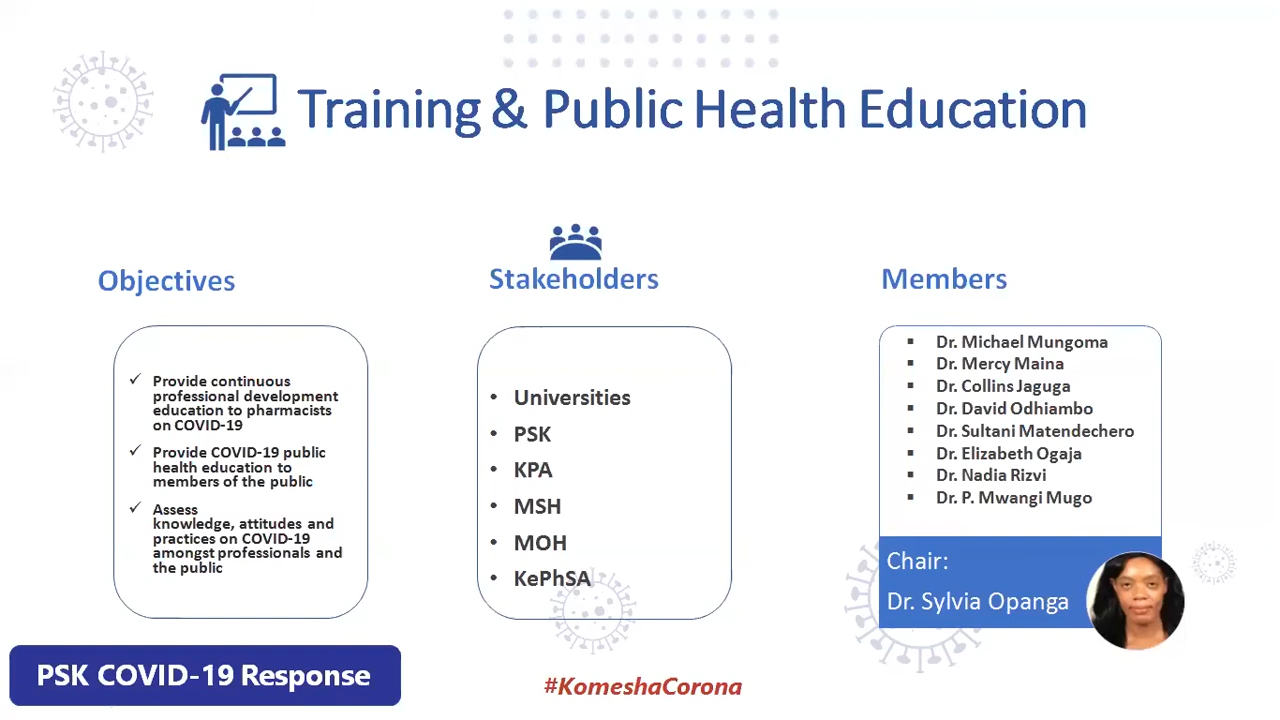 Training & Public Health Education
Objectives
Provide continuous
professional development
education to pharmacists
on COVID-19
Provide COVID-19 public
health education to
members of the public
Assess
knowledge, attitudes and
practices on COVID-19
amongst professionals and
the public
Stakeholders
• Universities
• PSK
• KPA
• MSH
• MOH
• KePhSA
Members
Dr. Michael Mungoma
Dr. Mercy Maina
Dr. Collins Jaguga
Dr. David Odhiambo
Dr. Sultani Matendechero
Dr. Elizabeth Ogaja
Dr. Nadia Rizvi
Dr. P. Mwangi Mugo
Chair:
Dr. Sylvia Opanga
PSK COVID-19 Response
#KomeshaCorona